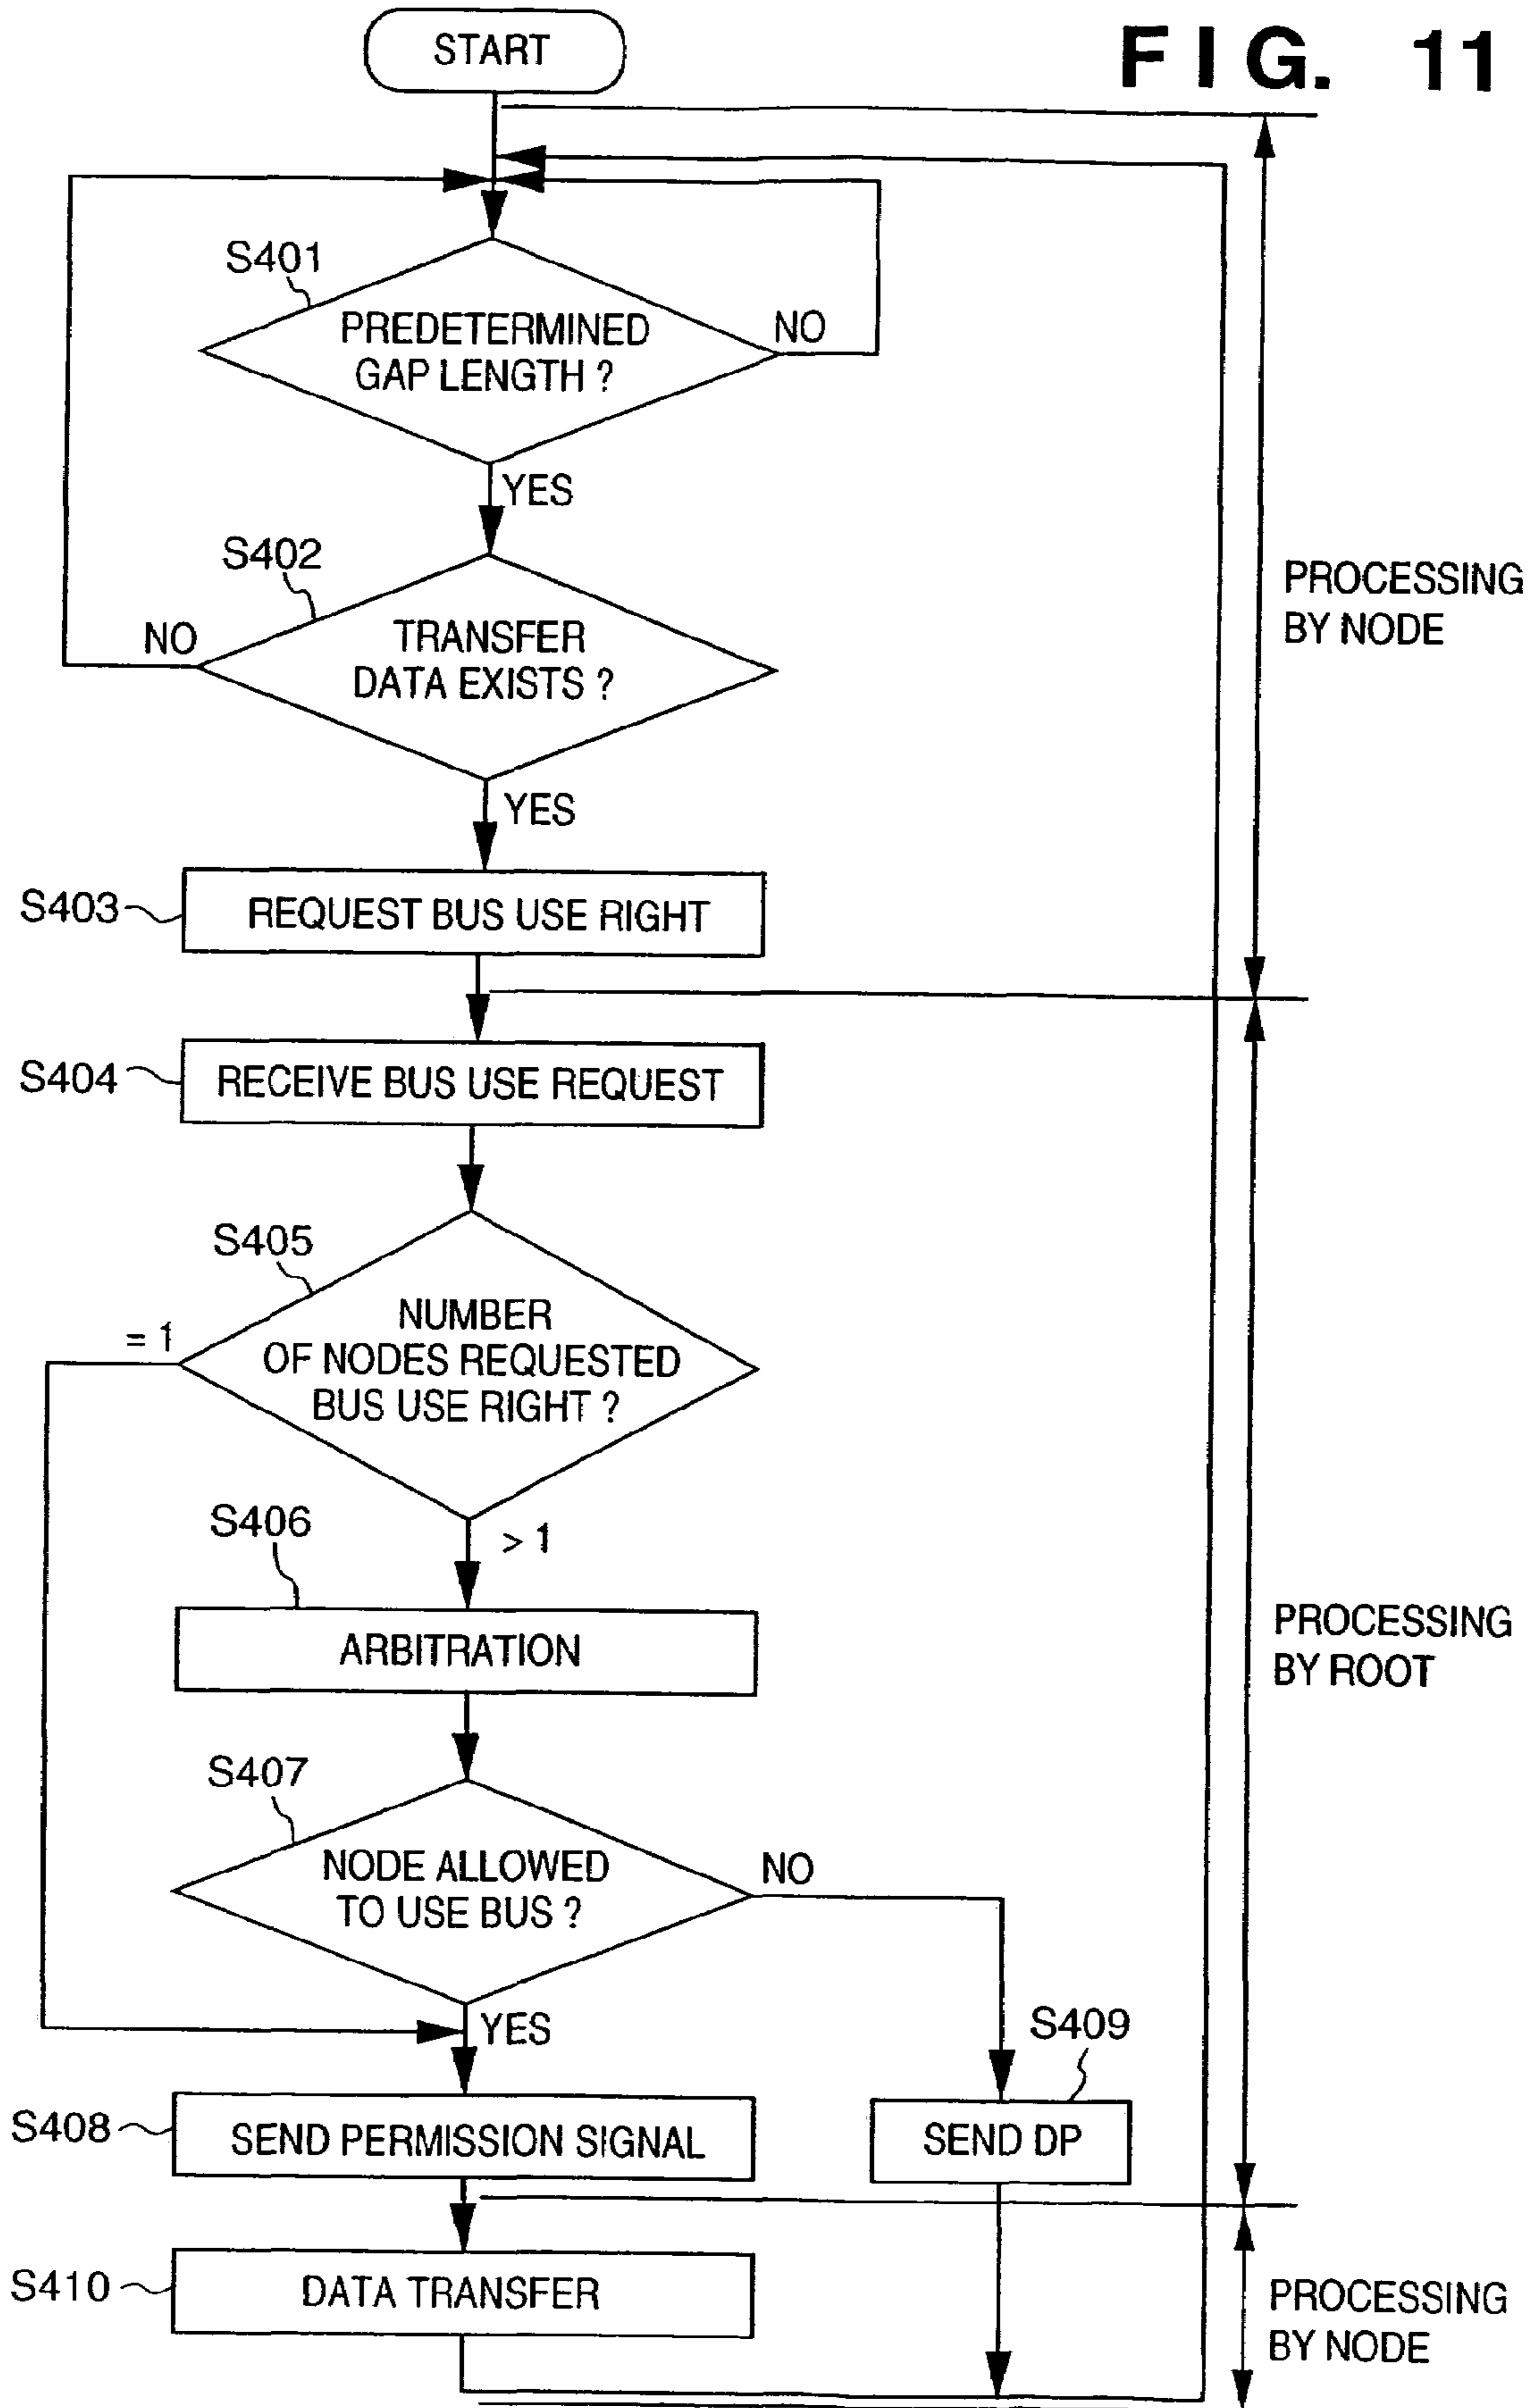 START
FIG. 11
S401
PREDETERMINED
GAP LENGTH ?
NO
YES
S402
TRANSFER
DATA EXISTS ?
NO
YES
PROCESSING
BY NODE
S403
REQUEST BUS USE RIGHT
S404
RECEIVE BUS USE REQUEST
S405
NUMBER
OF NODES REQUESTED
BUS USE RIGHT ?
= 1
> 1
S406
ARBITRATION
PROCESSING
BY ROOT
S407
NODE ALLOWED
TO USE BUS ?
NO
YES
S408
SEND PERMISSION SIGNAL
S409
SEND DP
S410
DATA TRANSFER
PROCESSING
BY NODE